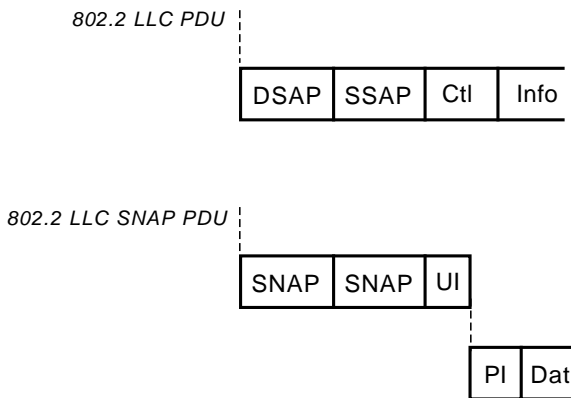 802.2 LLC PDU
DSAP SSAP Ctl Info
802.2 LLC SNAP PDU
SNAP SNAP UI
PI Dat